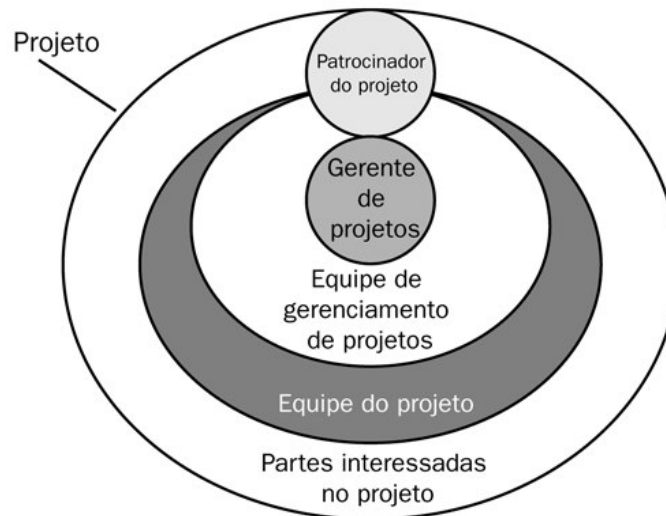 Projeto
Patrocinador
do projeto
Gerente
de
projetos
Equipe de
gerenciamento
de projetos
Equipe do projeto
Partes interessadas
no projeto